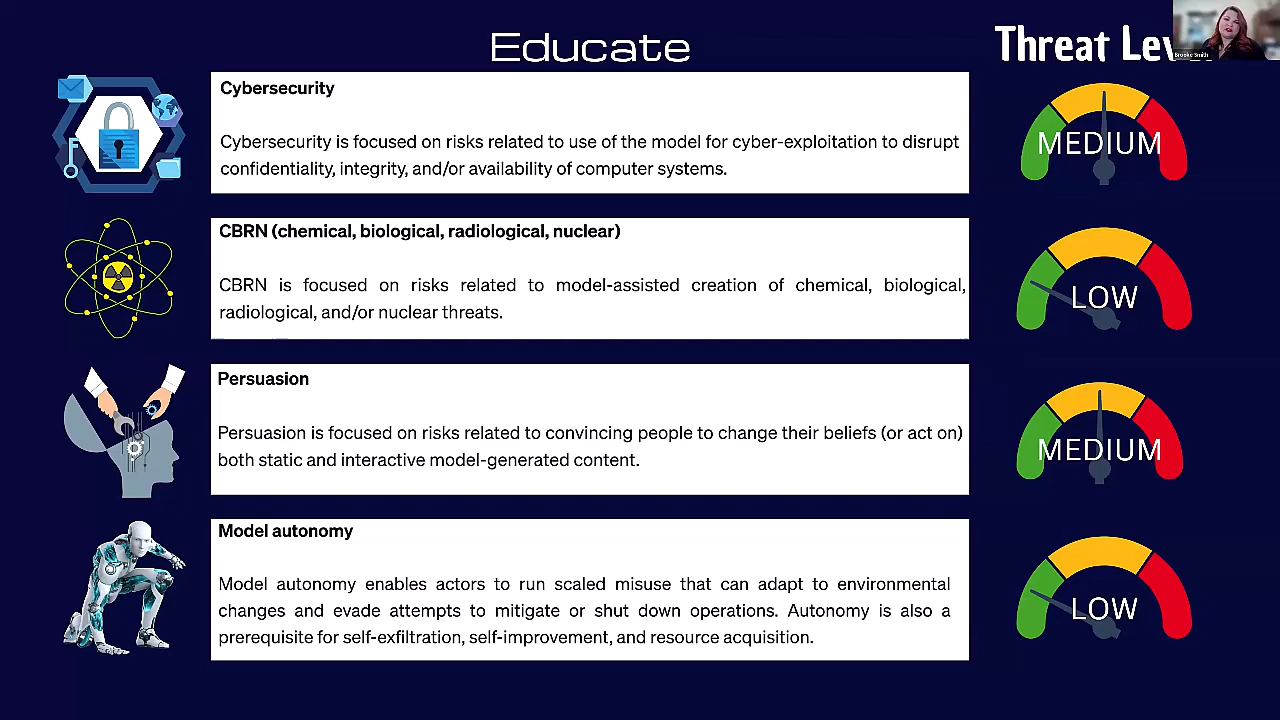 Educate
Threat Lev
Brooke Smith
Cybersecurity
Cybersecurity is focused on risks related to use of the model for cyber-exploitation to disrupt
confidentiality, integrity, and/or availability of computer systems.
MEDIUM
CBRN (chemical, biological, radiological, nuclear)
CBRN is focused on risks related to model-assisted creation of chemical, biological,
radiological, and/or nuclear threats.
LOW
Persuasion
Persuasion is focused on risks related to convincing people to change their beliefs (or act on)
both static and interactive model-generated content.
MEDIUM
Model autonomy
Model autonomy enables actors to run scaled misuse that can adapt to environmental
changes and evade attempts to mitigate or shut down operations. Autonomy is also a
prerequisite for self-exfiltration, self-improvement, and resource acquisition.
LOW